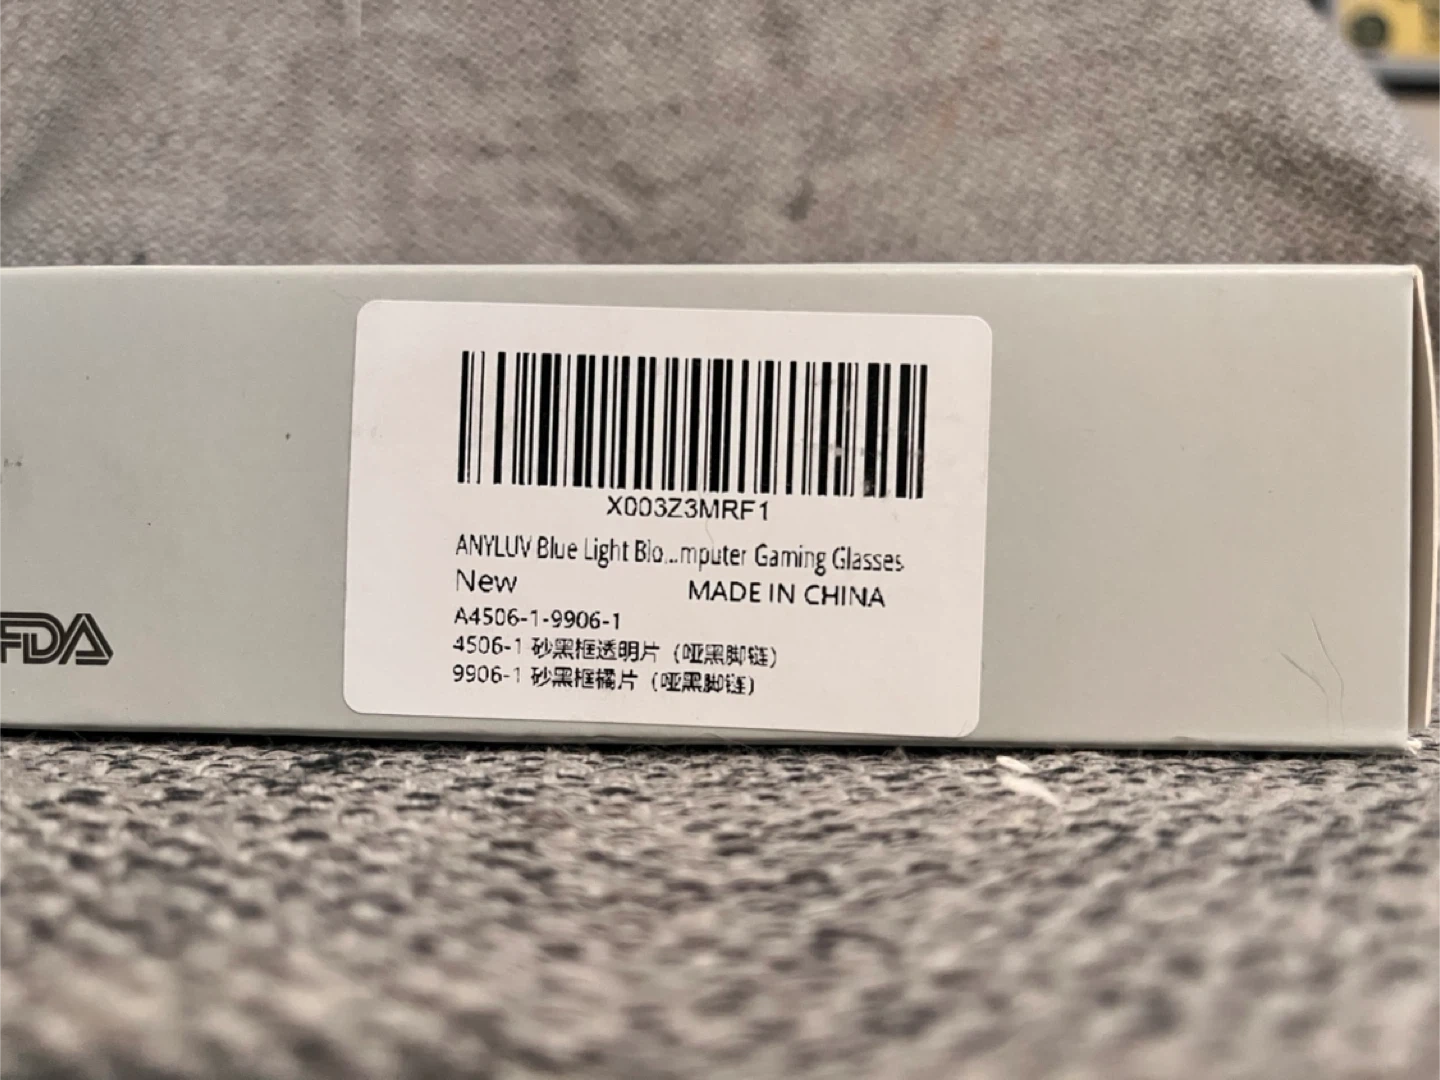 X003Z3MRF1
ANYLUV Blue Light Blo...mputer Gaming Glasses
New MADE IN CHINA
A4506-1-9906-1
4506-1 砂黑框透明片（哑黑脚链）
9906-1 砂黑框橘片（哑黑脚链）
FDA